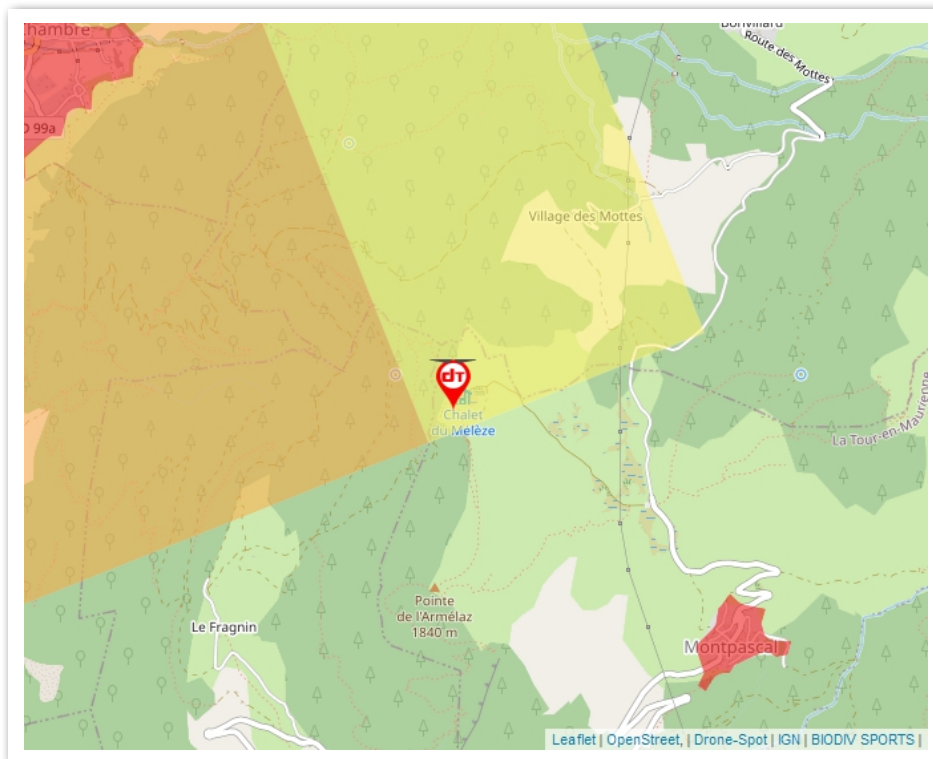 Chambre
Bonvillard
Route des Mottes
D 99a
Village des Mottes
dT
Chalet
du Mélèze
La Tour-en-Maurienne
Pointe
de l'Armélaz
1840 m
Le Fragnin
Montpascal
Leaflet | OpenStreet, | Drone-Spot | IGN | BIODIV SPORTS |